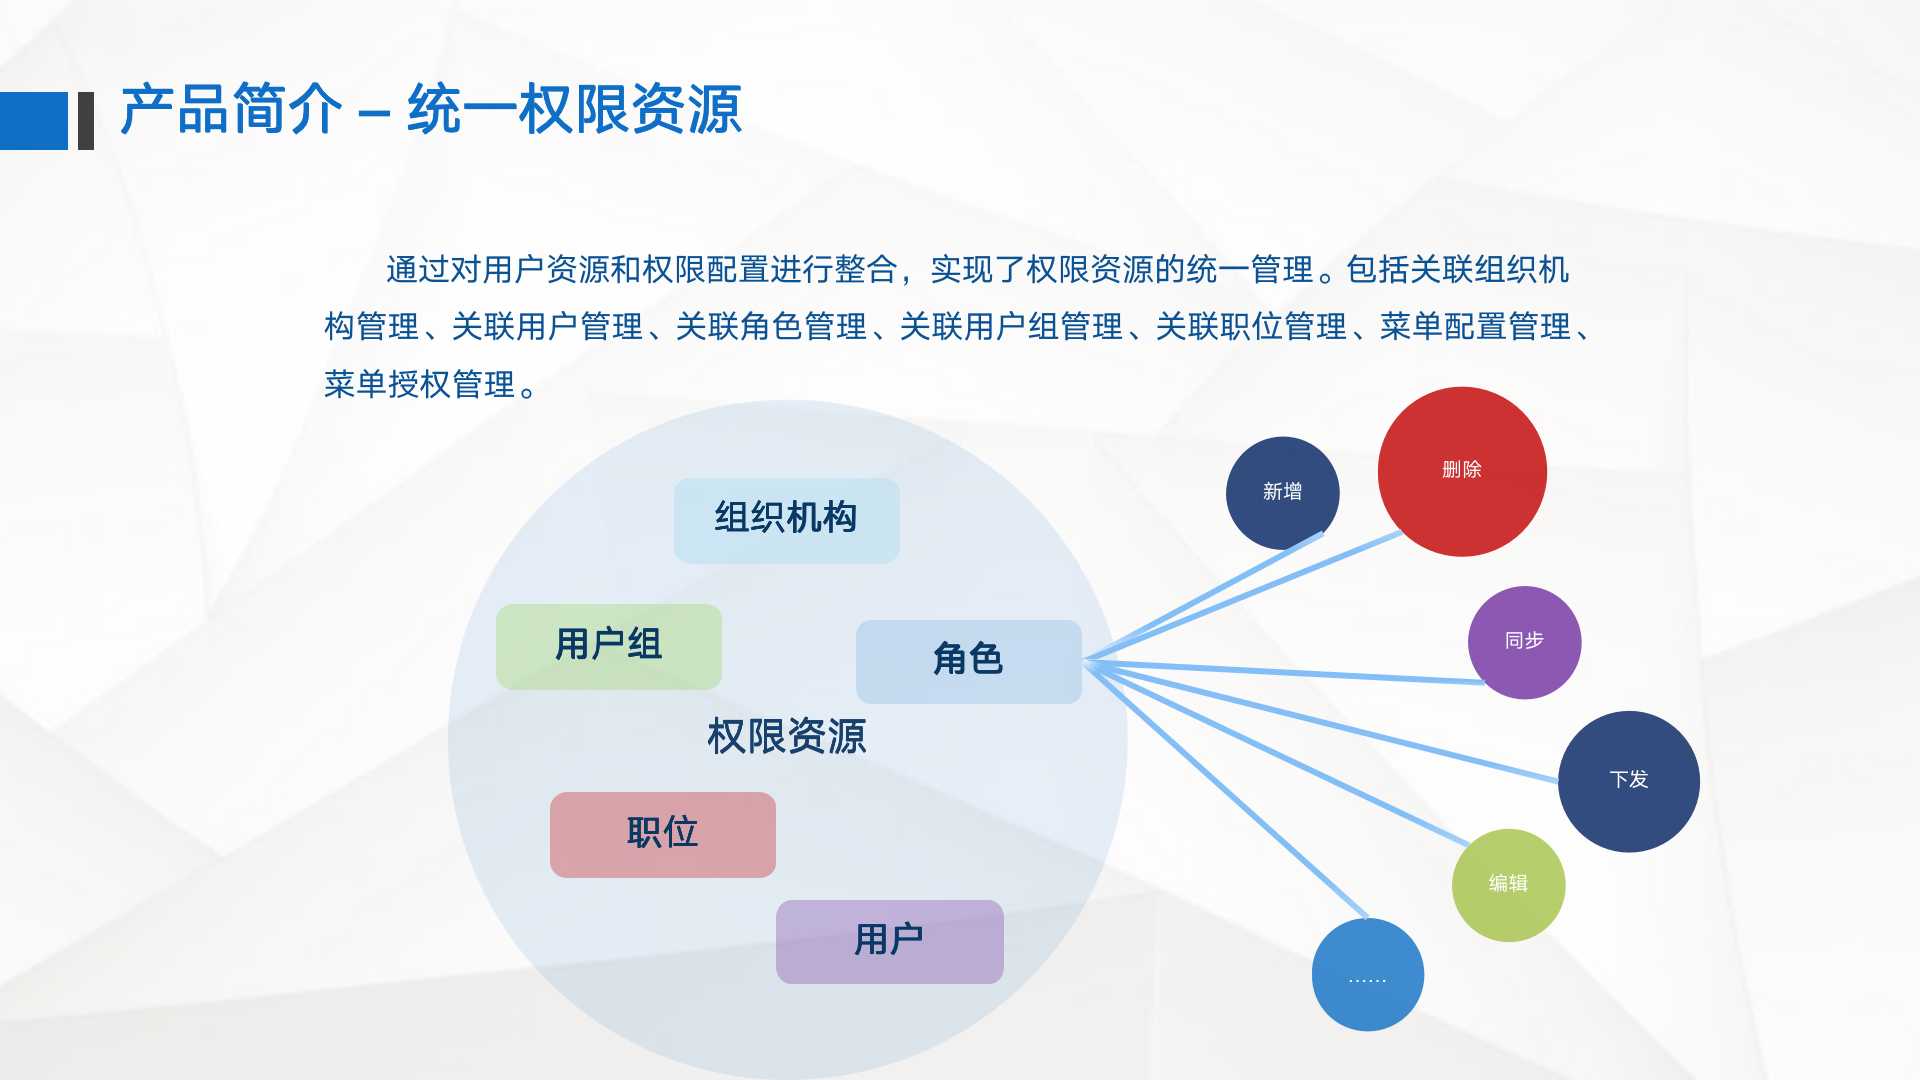 产品简介 – 统一权限资源
通过对用户资源和权限配置进行整合，实现了权限资源的统一管理。包括关联组织机
构管理、关联用户管理、关联角色管理、关联用户组管理、关联职位管理、菜单配置管理、
菜单授权管理。
组织机构
用户组
角色
权限资源
职位
用户
新增
删除
同步
下发
编辑
……